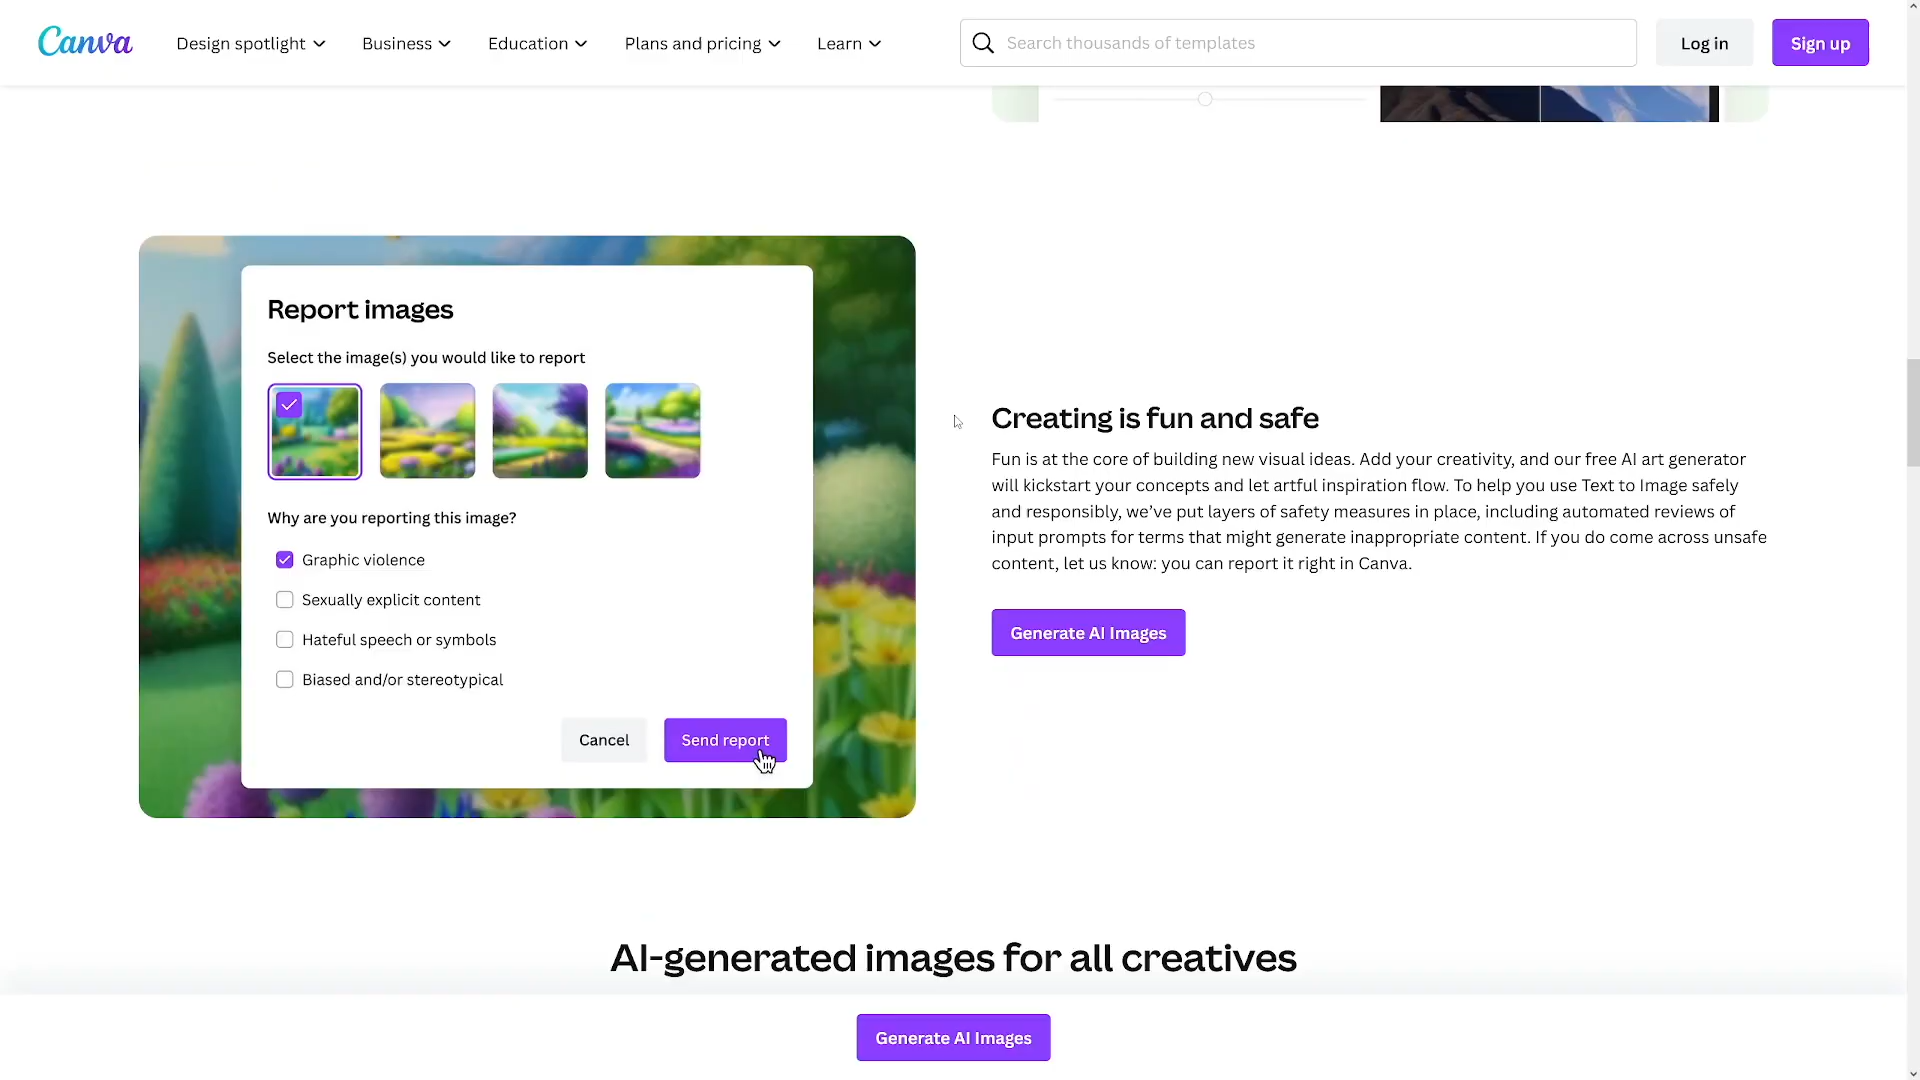 Canva
Design spotlight
Business
Education
Plans and pricing
Learn
Search thousands of templates
Log in
Sign up
Report images
Select the image(s) you would like to report
Why are you reporting this image?
Graphic violence
Sexually explicit content
Hateful speech or symbols
Biased and/or stereotypical
Cancel
Send report
Creating is fun and safe
Fun is at the core of building new visual ideas. Add your creativity, and our free AI art generator
will kickstart your concepts and let artful inspiration flow. To help you use Text to Image safely
and responsibly, we’ve put layers of safety measures in place, including automated reviews of
input prompts for terms that might generate inappropriate content. If you do come across unsafe
content, let us know: you can report it right in Canva.
Generate AI Images
AI-generated images for all creatives
Generate AI Images